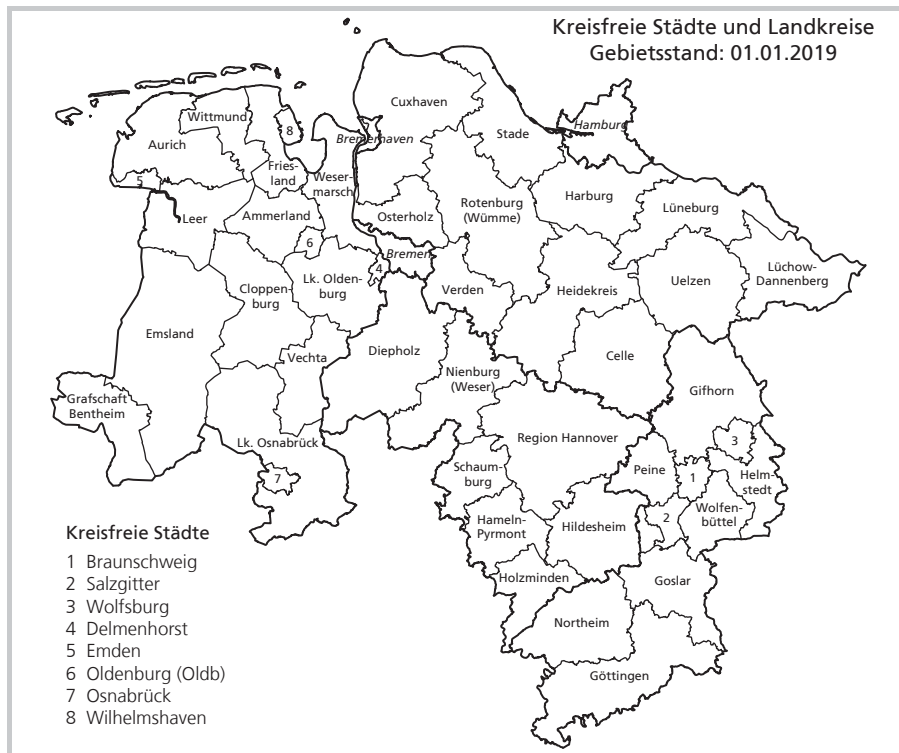 Kreisfreie Städte und Landkreise
Gebietsstand: 01.01.2019
Cuxhaven
Wittmund
Stade
Hamburg
8
Bremerhaven
Aurich
Fries-
land
Weser-
marsch
5
Harburg
Rotenburg
(Wümme)
Lüneburg
Leer
Ammerland
Osterholz
6
Bremen
4
Lüchow-
Dannenberg
Cloppen-
burg
Lk. Olden-
burg
Verden
Heidekreis
Uelzen
Emsland
Vechta
Diepholz
Celle
Nienburg
(Weser)
Gifhorn
Grafschaft
Bentheim
Lk. Osnabrück
Region Hannover
3
7
Schaum-
burg
Peine
1
Helm-
stedt
Hameln-
Pyrmont
Hildesheim
2
Wolfen-
büttel
Holzminden
Goslar
Northeim
Göttingen
Kreisfreie Städte
1 Braunschweig
2 Salzgitter
3 Wolfsburg
4 Delmenhorst
5 Emden
6 Oldenburg (Oldb)
7 Osnabrück
8 Wilhelmshaven